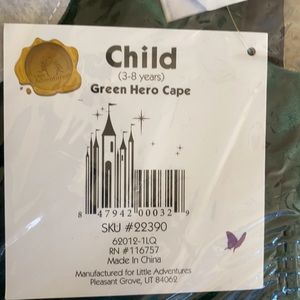 Child
(3-8 years)
Green Hero Cape
8 47942 00032 9
SKU #22390
62012-1LQ
RN #116757
Made In China
Manufactured for Little Adventures
Pleasant Grove, UT 84062